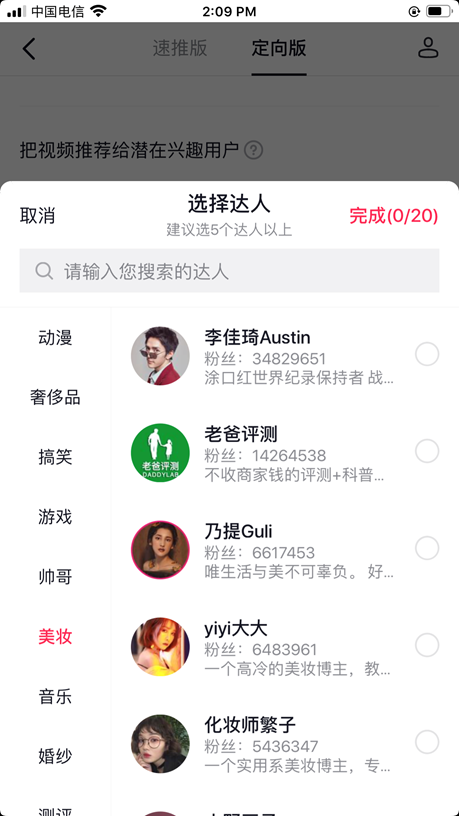 中国电信
2:09 PM
速推版
定向版
把视频推荐给潜在兴趣用户
?
取消
选择达人
完成(0/20)
建议选5个达人以上
请输入您搜索的达人
动漫
奢侈品
搞笑
游戏
帅哥
美妆
音乐
婚纱
测评
李佳琦Austin
粉丝：34829651
涂口红世界纪录保持者 战...
老爸评测
DADDYLAB
老爸评测
粉丝：14264538
不收商家钱的评测+科普...
乃提Guli
粉丝：6617453
唯生活与美不可辜负。好...
yiyi大大
粉丝：6483961
一个高冷的美妆博主，教...
化妆师繁子
粉丝：5436347
一个实用系美妆博主，专...